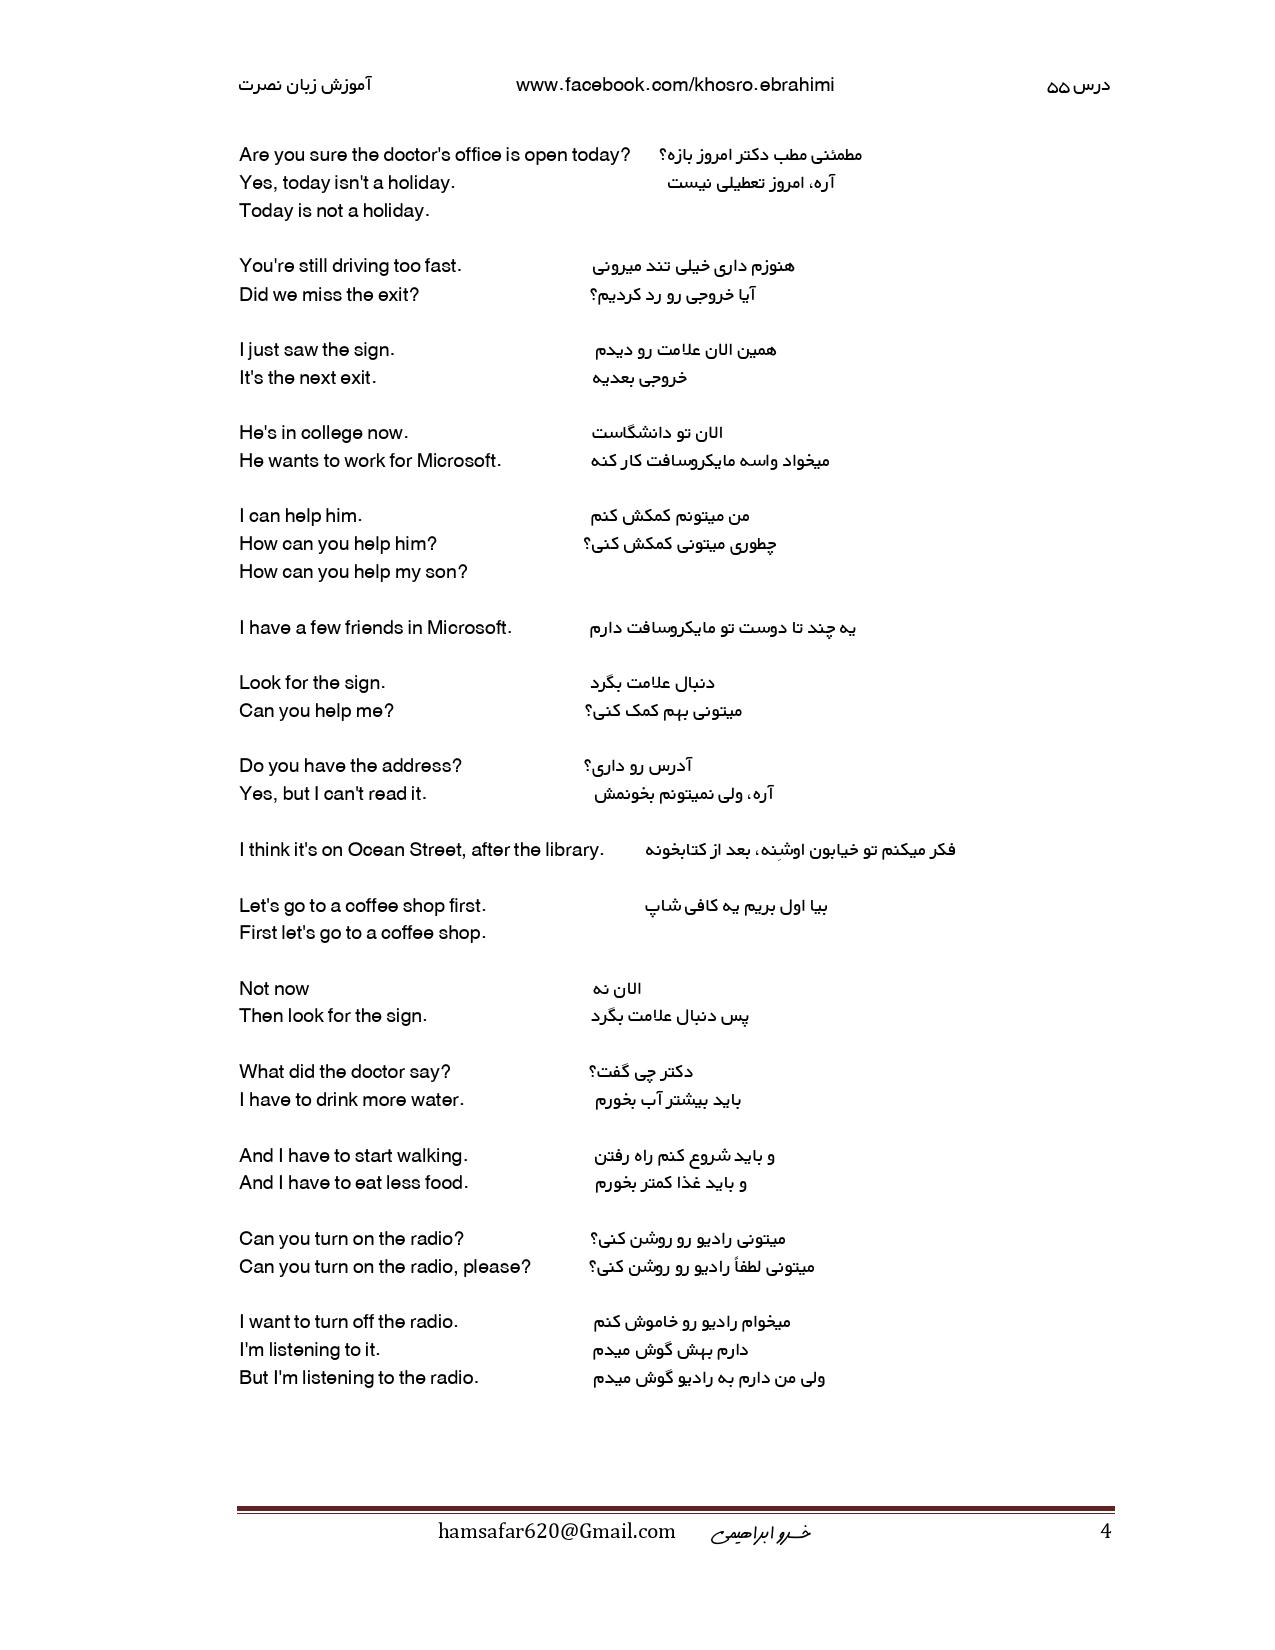 آموزش زبان نصرت www.facebook.com/khosro.ebrahimi درس ۵۵
Are you sure the doctor's office is open today? مطمئنی مطب دکتر امروز بازه؟
Yes, today isn't a holiday. آره، امروز تعطیلی نیست
Today is not a holiday.
You're still driving too fast. هنوزم داری خیلی تند میرونی
Did we miss the exit? آیا خروجی رو رد کردیم؟
I just saw the sign. همین الان علامت رو دیدم
It's the next exit. خروجی بعدیه
He's in college now. الان تو دانشگاست
He wants to work for Microsoft. میخواد واسه مایکروسافت کار کنه
I can help him. من میتونم کمکش کنم
How can you help him? چطوری میتونی کمکش کنی؟
How can you help my son?
I have a few friends in Microsoft. یه چند تا دوست تو مایکروسافت دارم
Look for the sign. دنبال علامت بگرد
Can you help me? میتونی بهم کمک کنی؟
Do you have the address? آدرس رو داری؟
Yes, but I can't read it. آره، ولی نمیتونم بخونمش
I think it's on Ocean Street, after the library. فکر میکنم تو خیابون اوشِنه، بعد از کتابخونه
Let's go to a coffee shop first. بیا اول بریم یه کافی شاپ
First let's go to a coffee shop.
Not now الان نه
Then look for the sign. پس دنبال علامت بگرد
What did the doctor say? دکتر چی گفت؟
I have to drink more water. باید بیشتر آب بخورم
And I have to start walking. و باید شروع کنم راه رفتن
And I have to eat less food. و باید غذا کمتر بخورم
Can you turn on the radio? میتونی رادیو رو روشن کنی؟
Can you turn on the radio, please? میتونی لطفاً رادیو رو روشن کنی؟
I want to turn off the radio. میخوام رادیو رو خاموش کنم
I'm listening to it. دارم بهش گوش میدم
But I'm listening to the radio. ولی من دارم به رادیو گوش میدم
hamsafar620@Gmail.com خسرو ابراهیمی 4